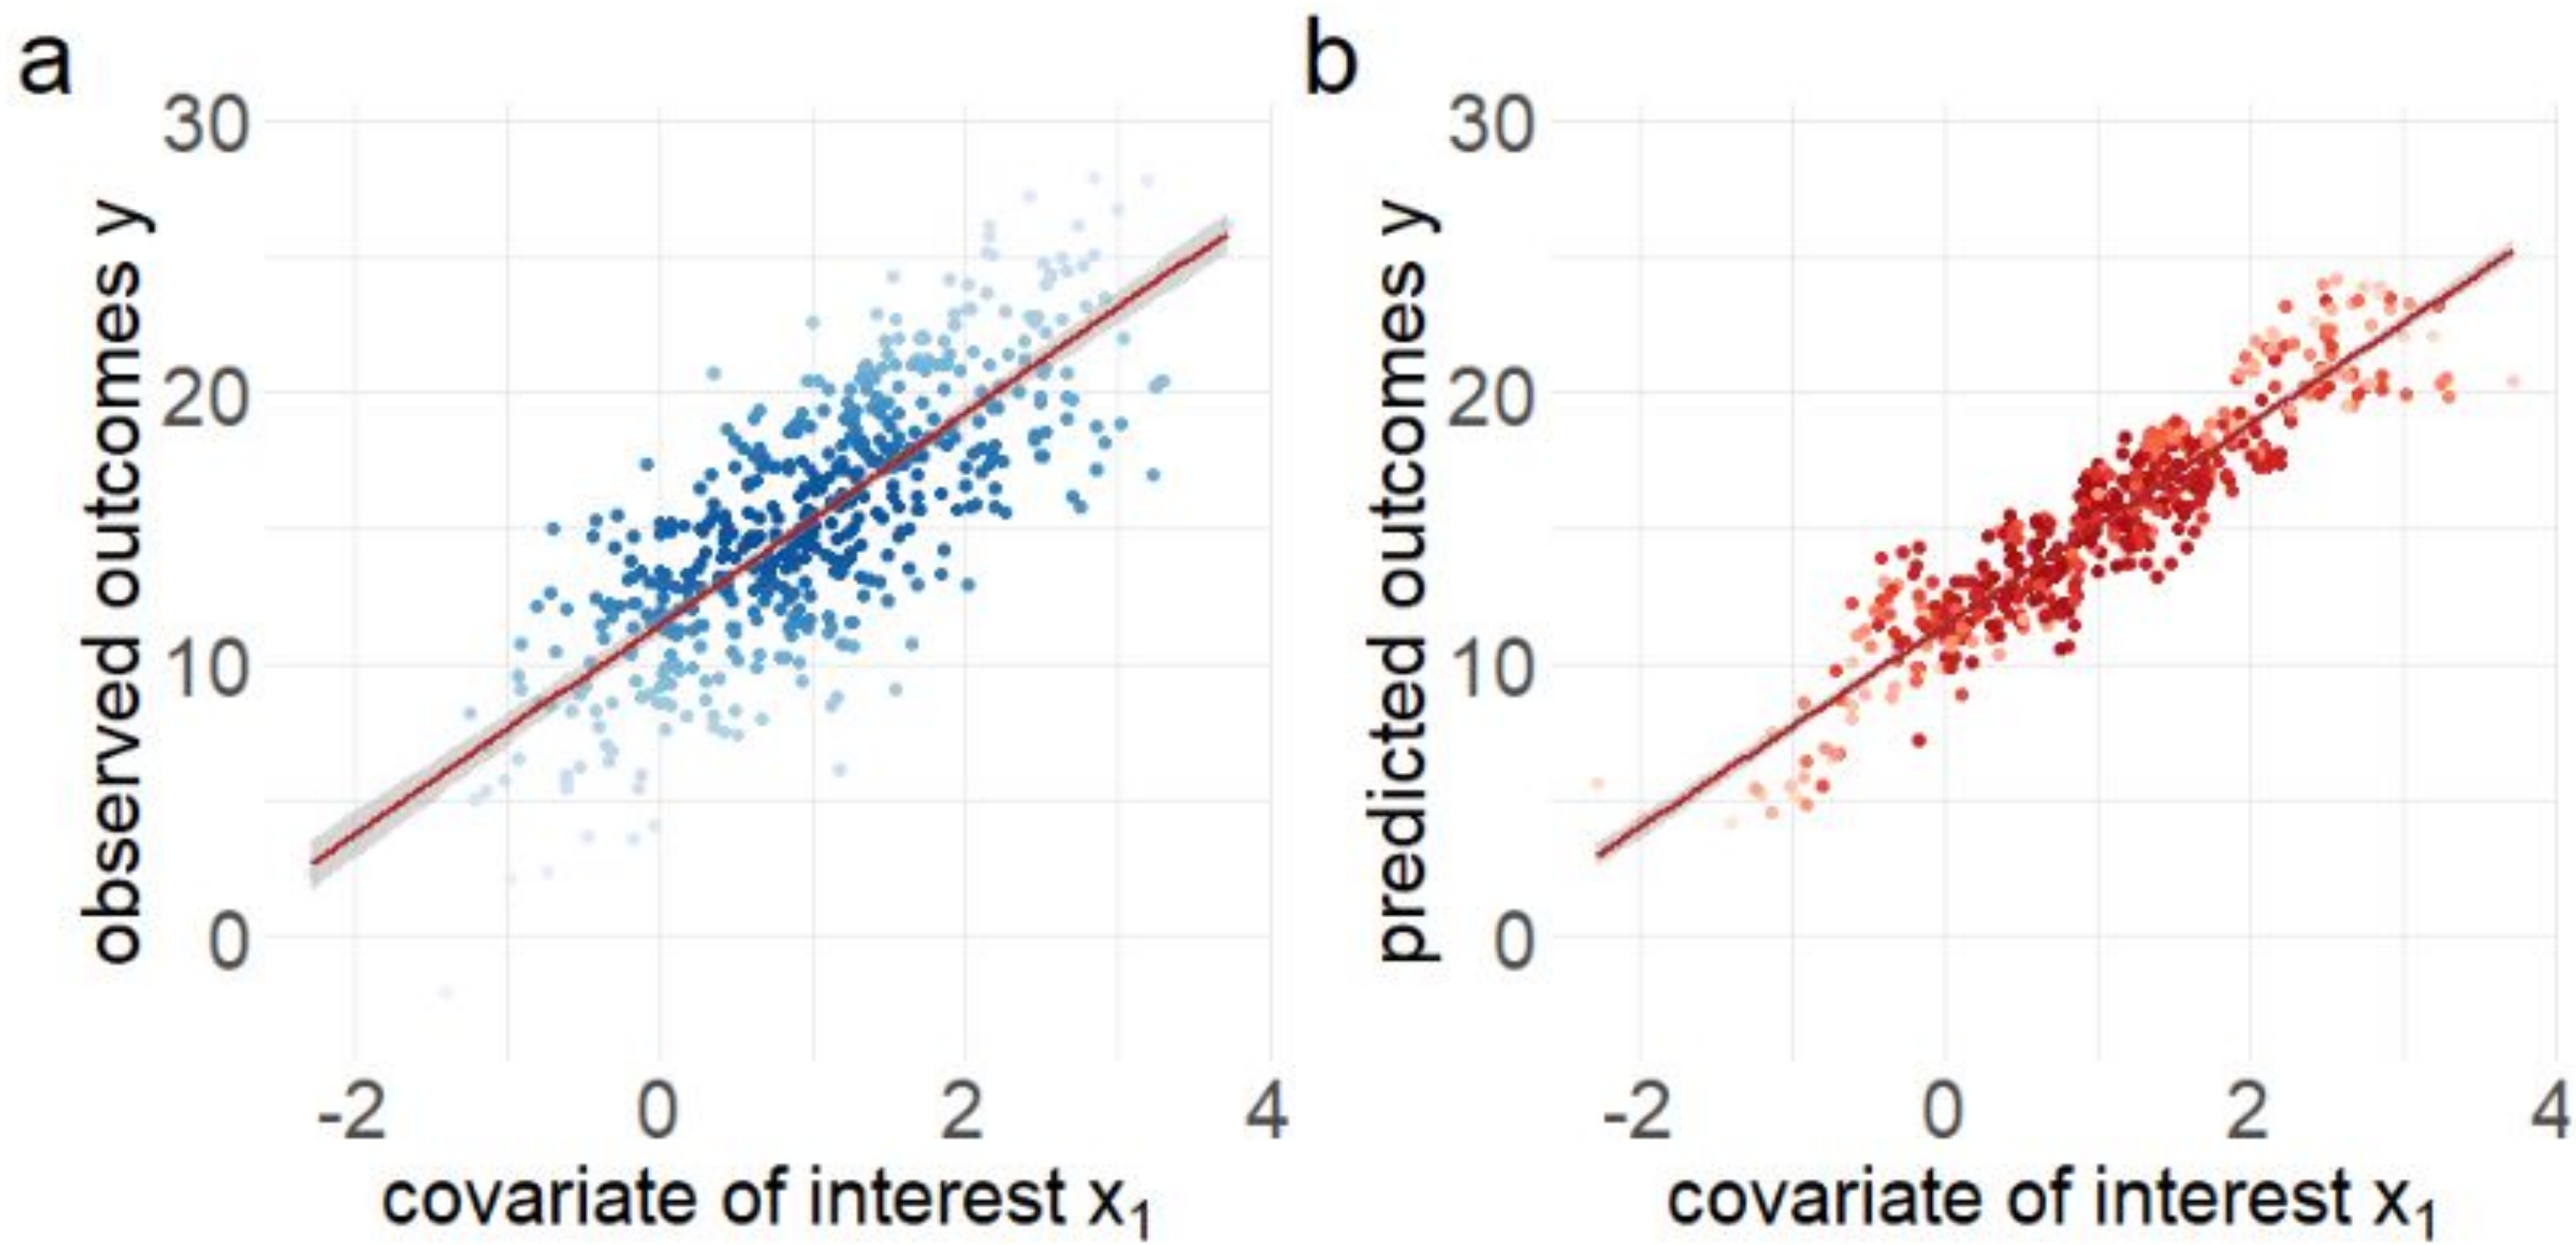 a
30
20
10
0
observed outcomes y
-2 0 2 4
covariate of interest x₁
b
30
20
10
0
predicted outcomes y
-2 0 2 4
covariate of interest x₁